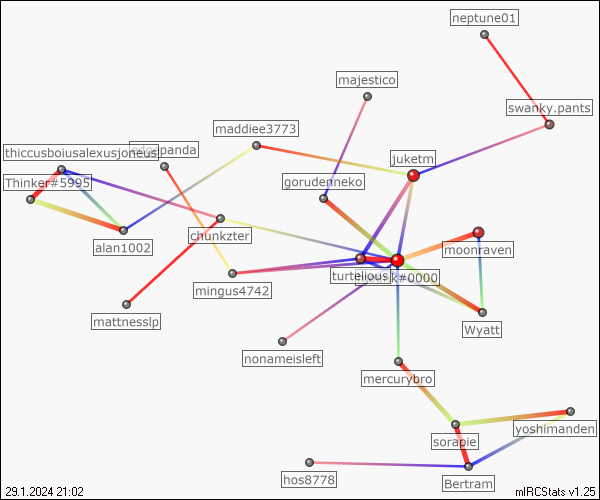 neptune01
majestico
swanky.pants
maddiee3773
thiccusboiusalexusjoneus
panda
juketm
Thinker#5995
gorudenneko
chunkzter
alan1002
moonraven
turtelious
#0000
mingus4742
mattnesslp
Wyatt
nonameisleft
mercurybro
yoshimanden
sorapie
hos8778
Bertram
29.1.2024 21:02
mIRCStats v1.25